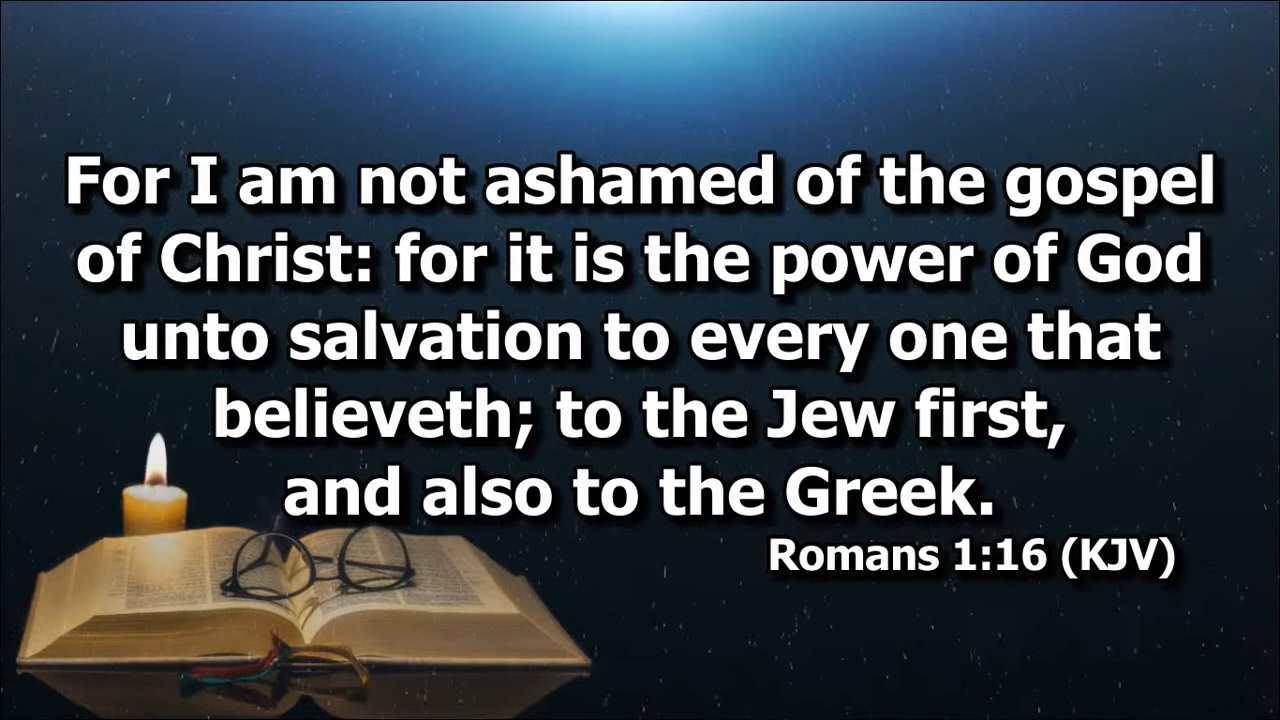 For I am not ashamed of the gospel
of Christ: for it is the power of God
unto salvation to every one that
believeth; to the Jew first,
and also to the Greek.
Romans 1:16 (KJV)